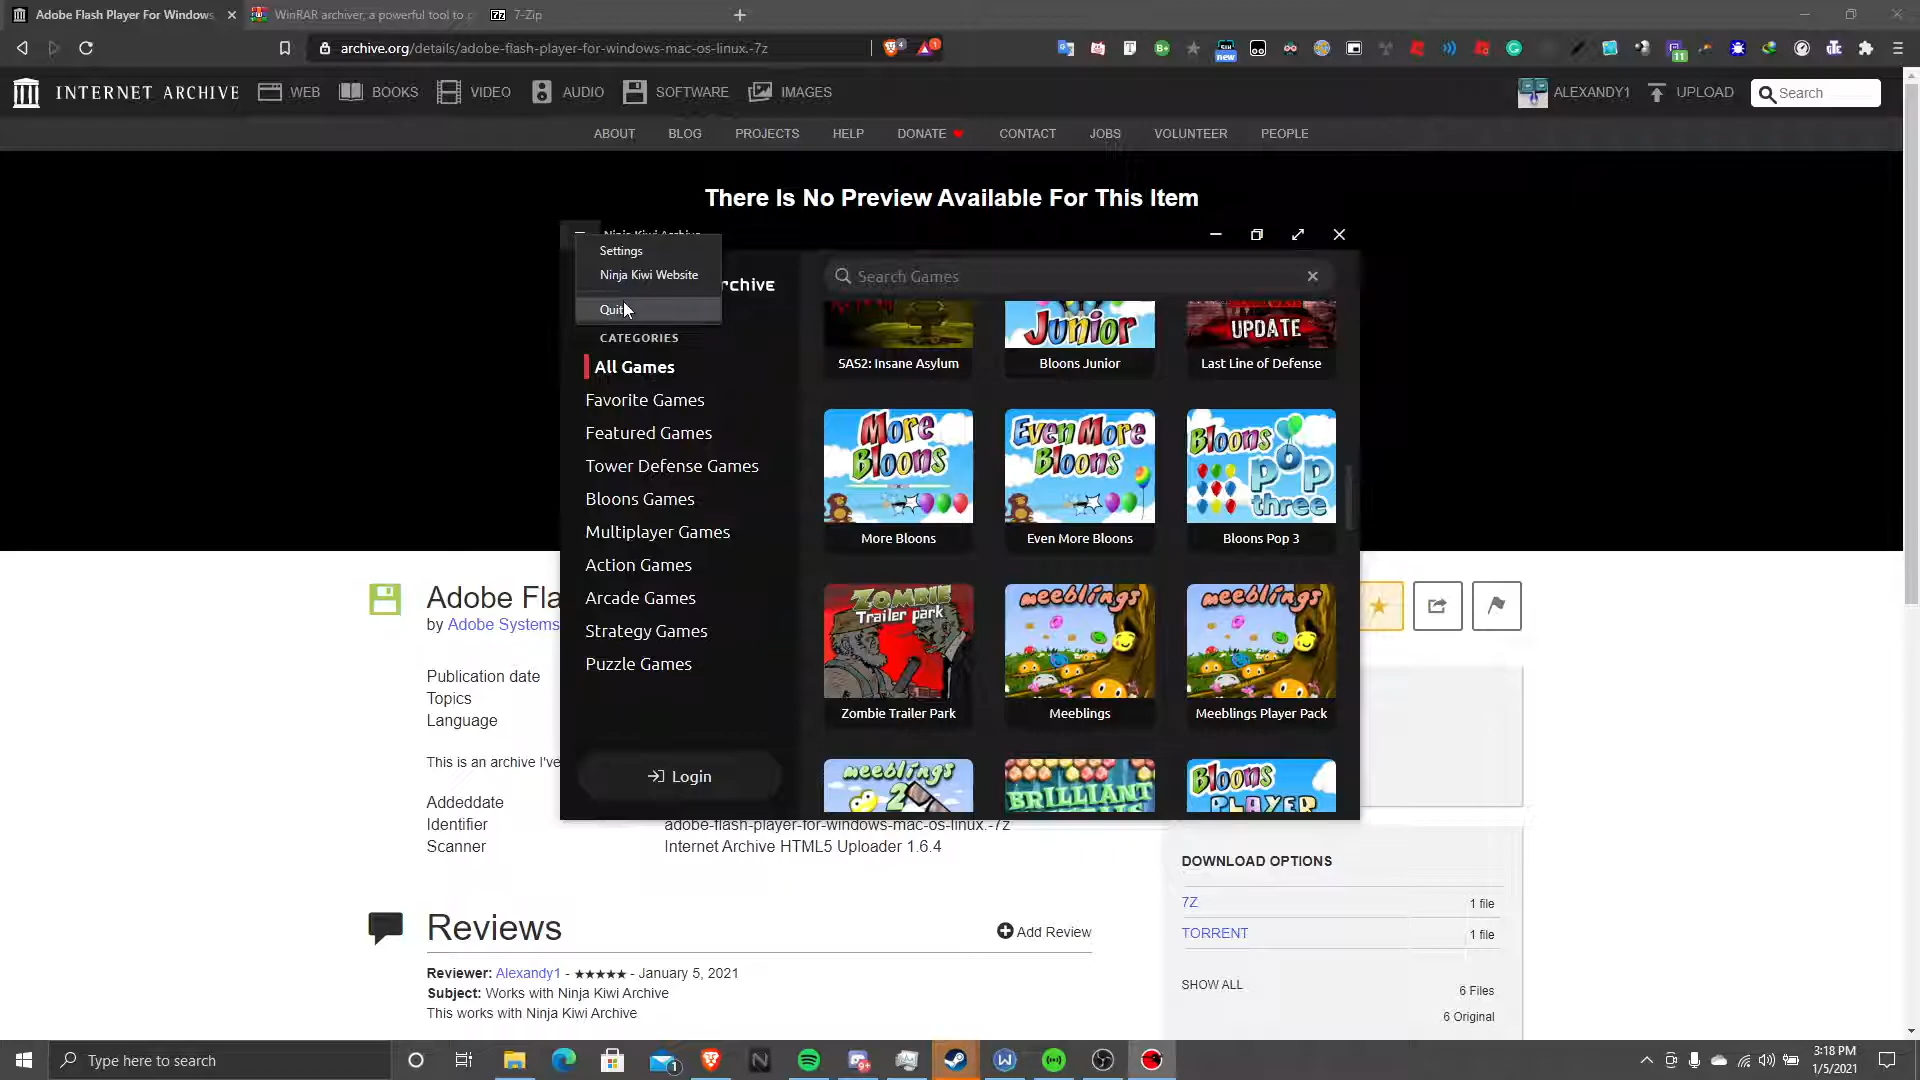 Adobe Flash Player For Windows,
WinRAR archiver, a powerful tool to p
7z 7-Zip
archive.org/details/adobe-flash-player-for-windows-mac-os-linux.-7z
4
1
new
11
INTERNET ARCHIVE
WEB BOOKS VIDEO AUDIO SOFTWARE IMAGES
ALEXANDY1 UPLOAD Search
ABOUT BLOG PROJECTS HELP DONATE CONTACT JOBS VOLUNTEER PEOPLE
There Is No Preview Available For This Item
Ninja Kiwi Archive
Settings
Ninja Kiwi Website
Quit
rchive
Search Games
CATEGORIES
All Games
Favorite Games
Featured Games
Tower Defense Games
Bloons Games
Multiplayer Games
Action Games
Arcade Games
Strategy Games
Puzzle Games
Login
JUNIOR
UPDATE
SAS2: Insane Asylum
Bloons Junior
Last Line of Defense
More Bloons
Even More Bloons
Bloons Pop three
More Bloons
Even More Bloons
Bloons Pop 3
ZOMBIE Trailer park
meeblings
meeblings
Zombie Trailer Park
Meeblings
Meeblings Player Pack
meeblings 2
BRILLIANT
Bloons PLAYER
Adobe Fla
by Adobe Systems
Publication date
Topics
Language
This is an archive I've
Addeddate
Identifier adobe-flash-player-for-windows-mac-os-linux.-7z
Scanner Internet Archive HTML5 Uploader 1.6.4
DOWNLOAD OPTIONS
7Z 1 file
TORRENT 1 file
SHOW ALL 6 Files
6 Original
Reviews
Add Review
Reviewer: Alexandy1 - ★★★★★ - January 5, 2021
Subject: Works with Ninja Kiwi Archive
This works with Ninja Kiwi Archive
Type here to search
1
3:18 PM
1/5/2021